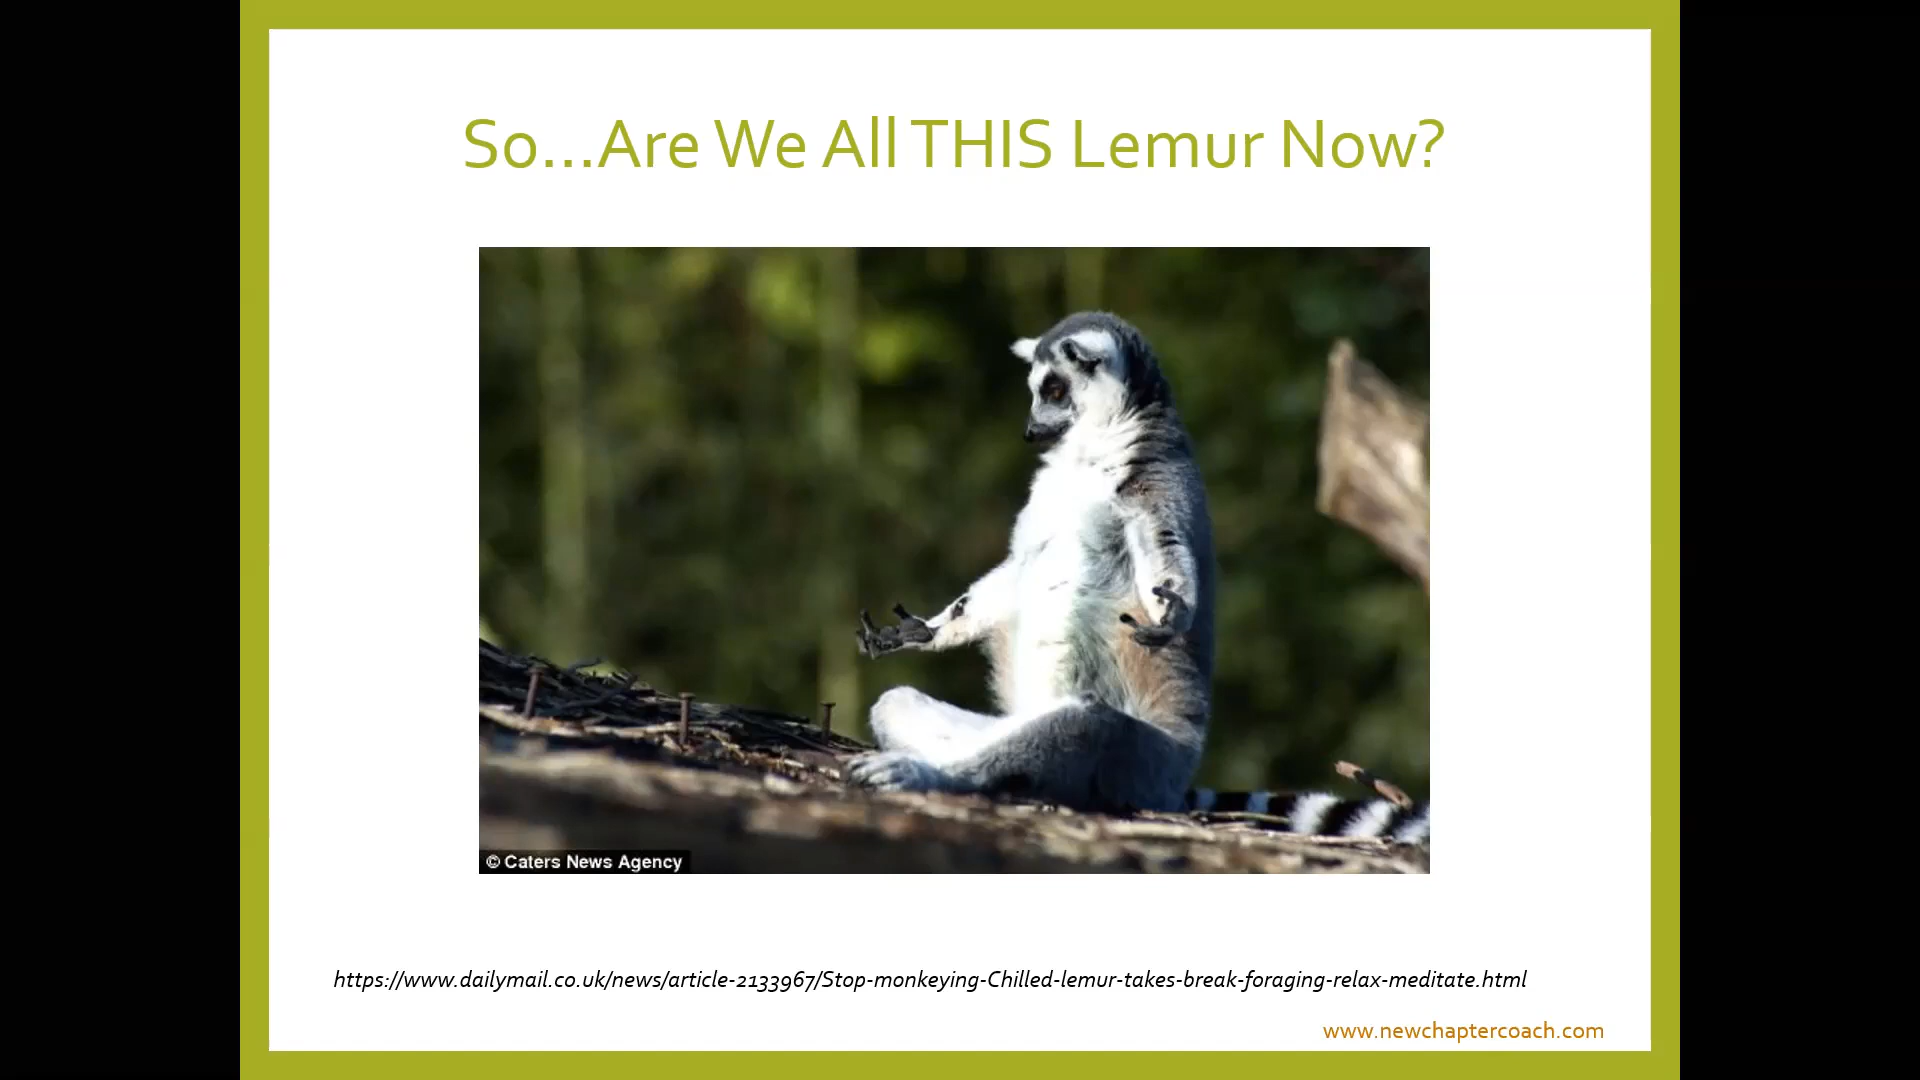 So...Are We All THIS Lemur Now?
© Caters News Agency
https://www.dailymail.co.uk/news/article-2133967/Stop-monkeying-Chilled-lemur-takes-break-foraging-relax-meditate.html
www.newchaptercoach.com